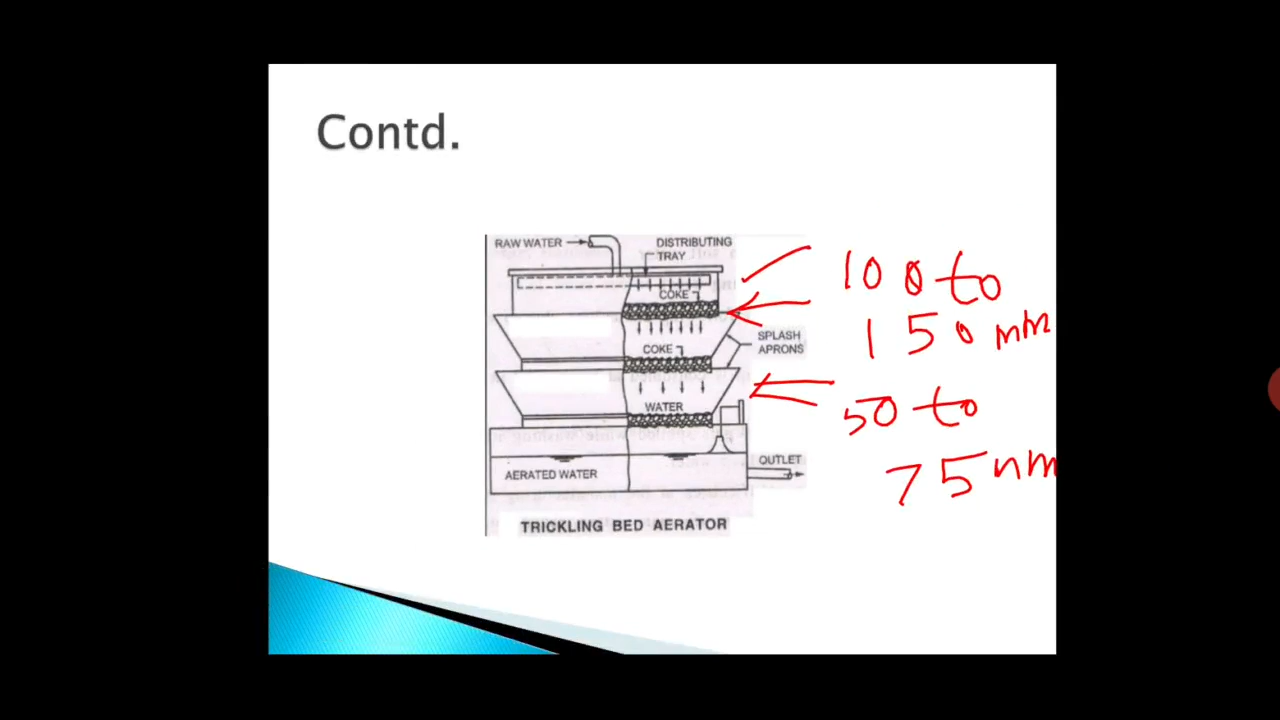 Contd.
RAW WATER
DISTRIBUTING
TRAY
COKE
COKE
SPLASH
APRONS
WATER
AERATED WATER
OUTLET
TRICKLING BED AERATOR
100 to
150 mm
50 to
75 mm